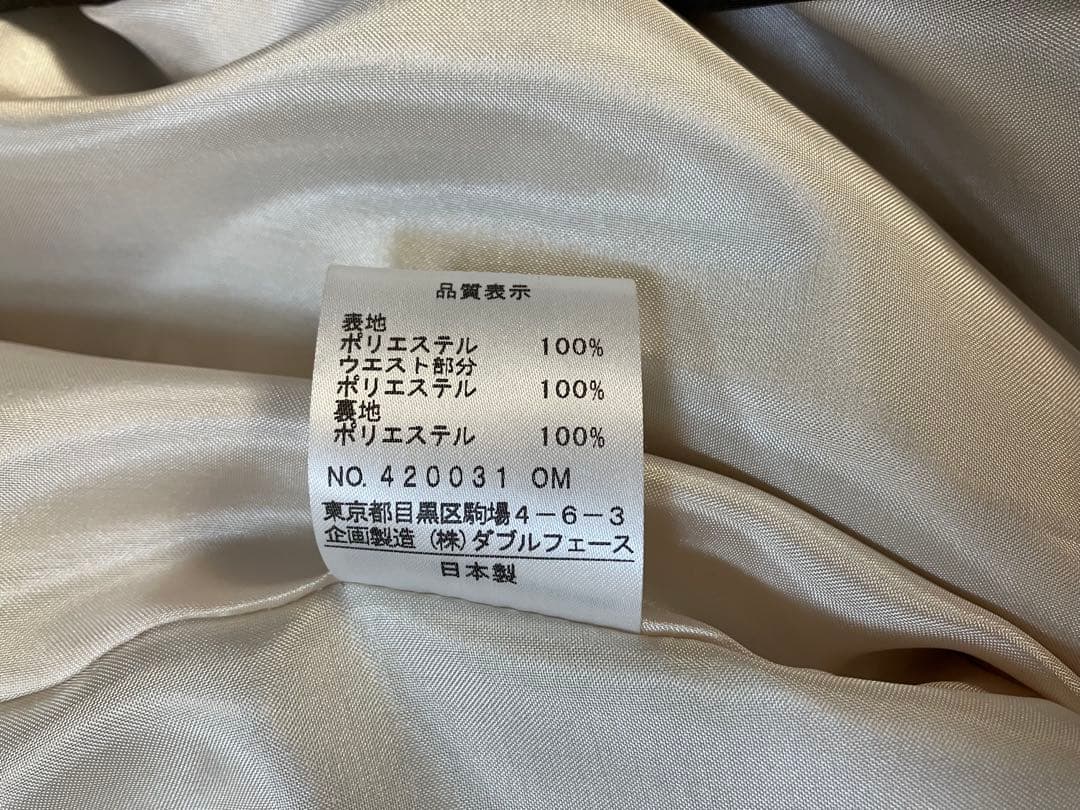 品質表示
表地
ポリエステル 100%
ウエスト部分
ポリエステル 100%
裏地
ポリエステル 100%
NO. 420031 OM
東京都目黒区駒場4-6-3
企画製造 (株)ダブルフェース
日本製